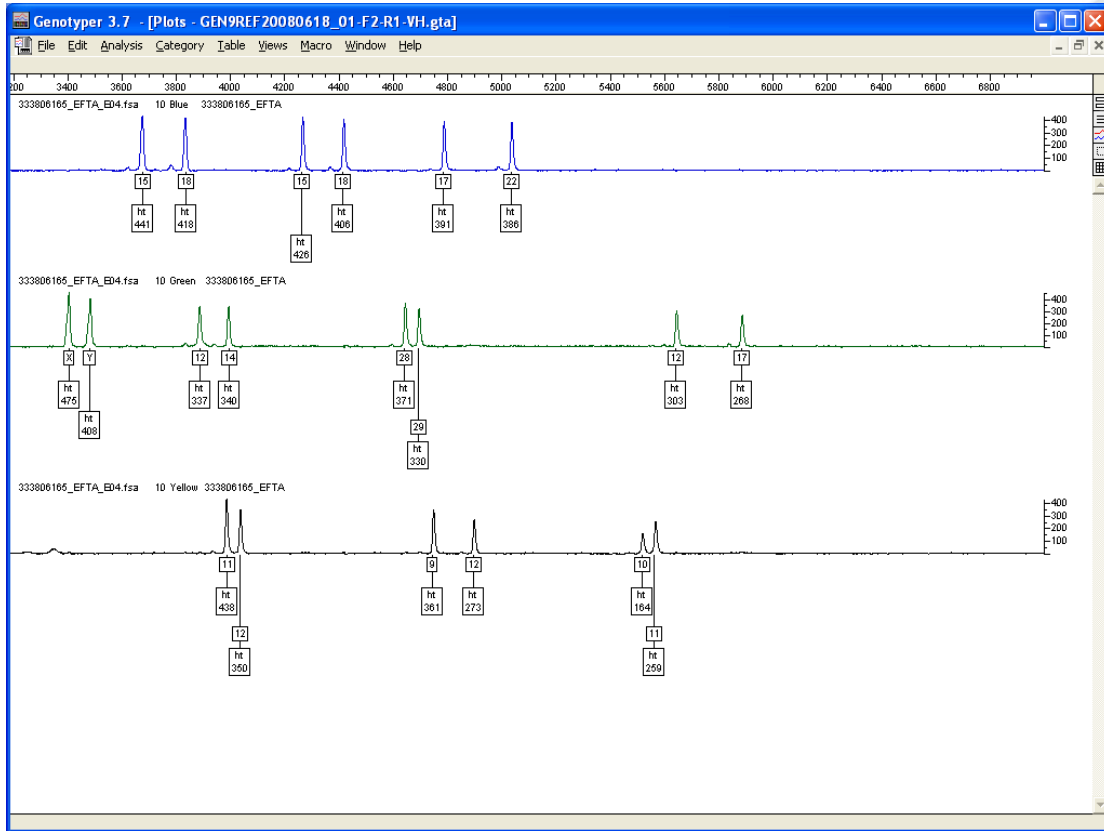 Genotyper 3.7 - [Plots - GEN9REF20080618_01-F2-R1-VH.gta]
File Edit Analysis Category Table Views Macro Window Help
200 3400 3600 3800 4000 4200 4400 4600 4800 5000 5200 5400 5600 5800 6000 6200 6400 6600 6800
333806165_EFTA_E04.fsa 10 Blue 333806165_EFTA
400
300
200
100
15 18 15 18 17 22
ht 441
ht 418
ht 426
ht 406
ht 391
ht 386
333806165_EFTA_E04.fsa 10 Green 333806165_EFTA
400
300
200
100
X Y 12 14 28 12 17
ht 475
ht 408
ht 337
ht 340
ht 371
29
ht 330
ht 303
ht 268
333806165_EFTA_E04.fsa 10 Yellow 333806165_EFTA
400
300
200
100
11 9 12 10
ht 438
12
ht 350
ht 361
ht 273
ht 164
11
ht 259